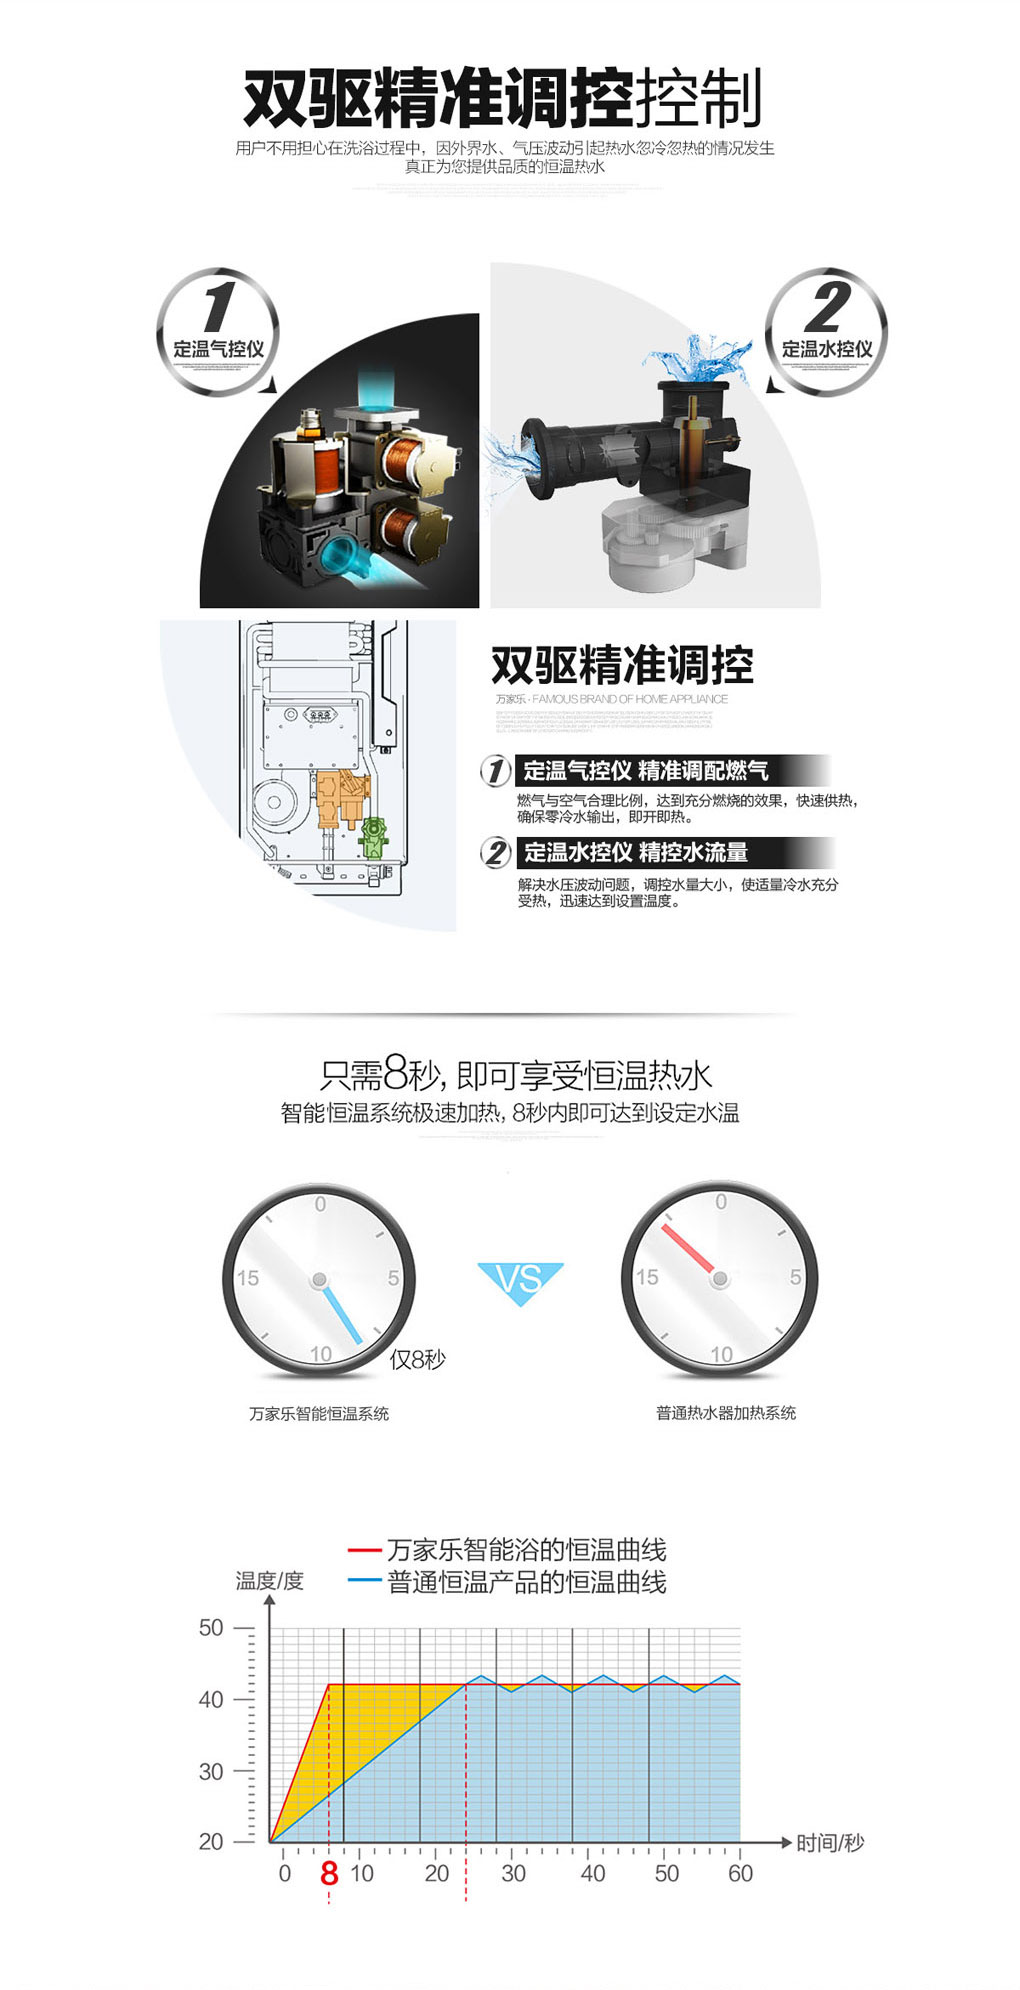 双驱精准调控控制
用户不用担心在洗浴过程中，因外界水、气压波动引起热水忽冷忽热的情况发生
真正为您提供品质的恒温热水
1
定温气控仪
2
定温水控仪
双驱精准调控
万家乐·FAMOUS BRAND OF HOME APPLIANCE
1 定温气控仪 精准调配燃气
燃气与空气合理比例，达到充分燃烧的效果，快速供热，
确保零冷水输出，即开即热。
2 定温水控仪 精控水流量
解决水压波动问题，调控水量大小，使适量冷水充分
受热，迅速达到设置温度。
只需8秒, 即可享受恒温热水
智能恒温系统极速加热, 8秒内即可达到设定水温
0
15 5
10
仅8秒
万家乐智能恒温系统
VS
0
15 5
10
普通热水器加热系统
万家乐智能浴的恒温曲线
普通恒温产品的恒温曲线
温度/度
50
40
30
20
时间/秒
0 8 10 20 30 40 50 60